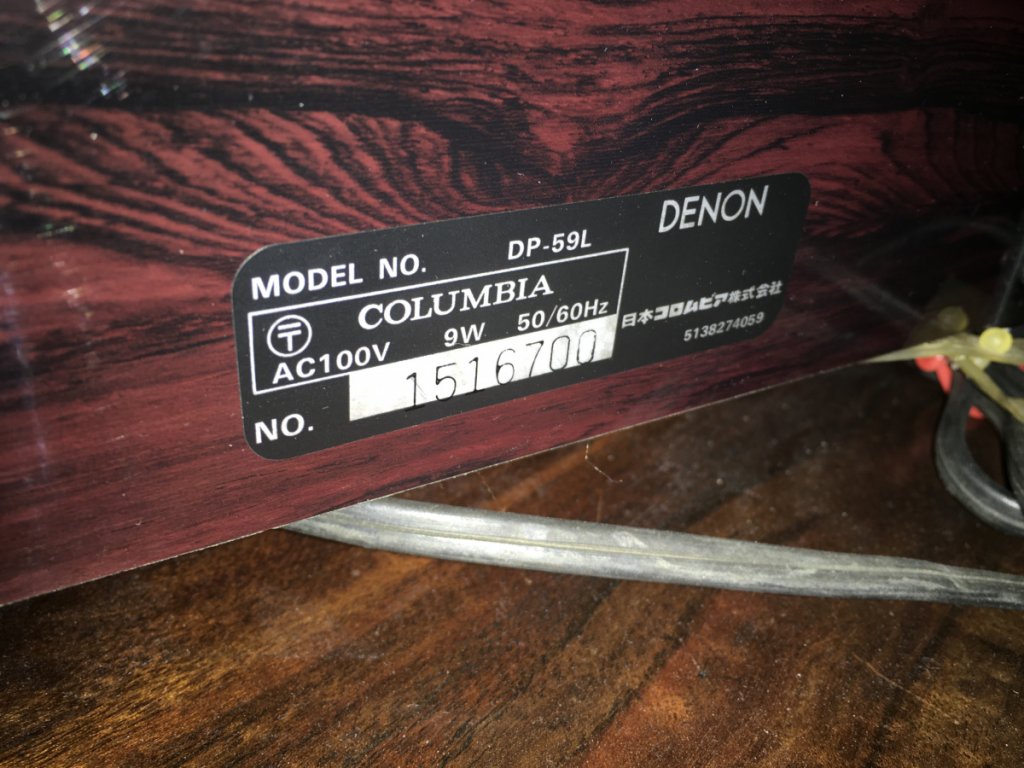 DENON
MODEL NO. DP-59L
COLUMBIA
〒
AC100V 9W 50/60Hz
日本コロムビア株式会社
5138274059
NO. 1516700